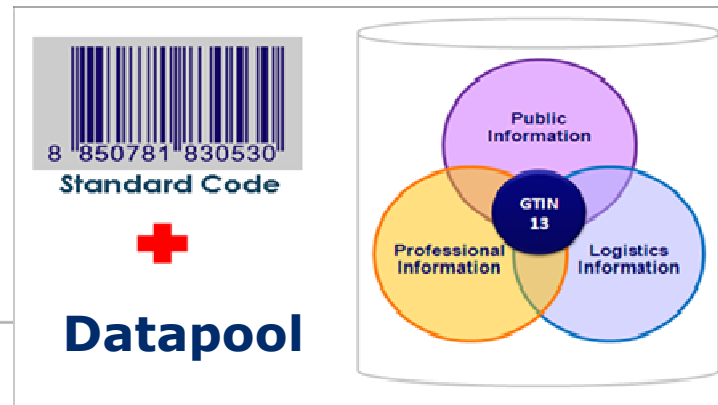 8 850781 830530
Standard Code
Datapool
Public
Information
GTIN
13
Professional
Information
Logistics
Information